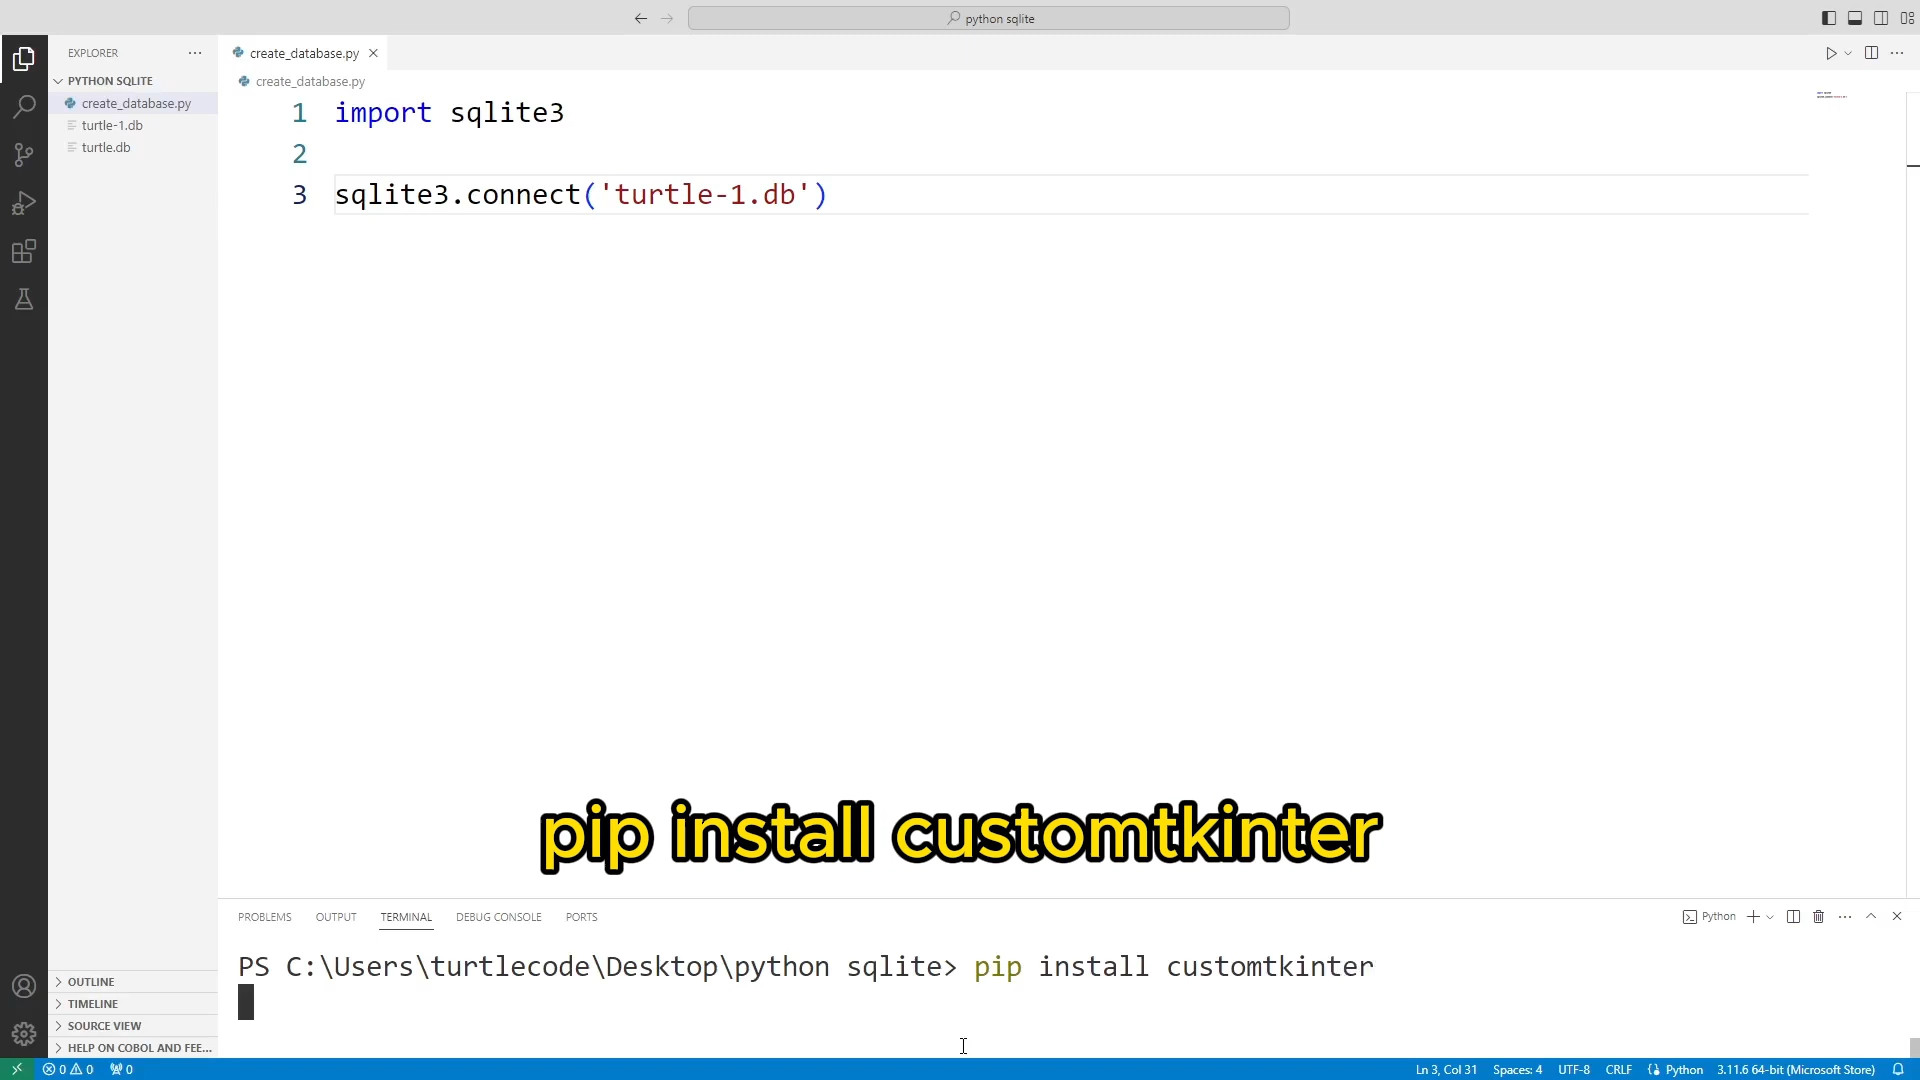 python sqlite
EXPLORER
PYTHON SQLITE
create_database.py
turtle-1.db
turtle.db
create_database.py
create_database.py
1 import sqlite3
2
3 sqlite3.connect('turtle-1.db')
pip install customtkinter
PROBLEMS OUTPUT TERMINAL DEBUG CONSOLE PORTS
Python
PS C:\Users\turtlecode\Desktop\python sqlite> pip install customtkinter
OUTLINE
TIMELINE
SOURCE VIEW
HELP ON COBOL AND FEE...
0 0 0
Ln 3, Col 31 Spaces: 4 UTF-8 CRLF Python 3.11.6 64-bit (Microsoft Store)